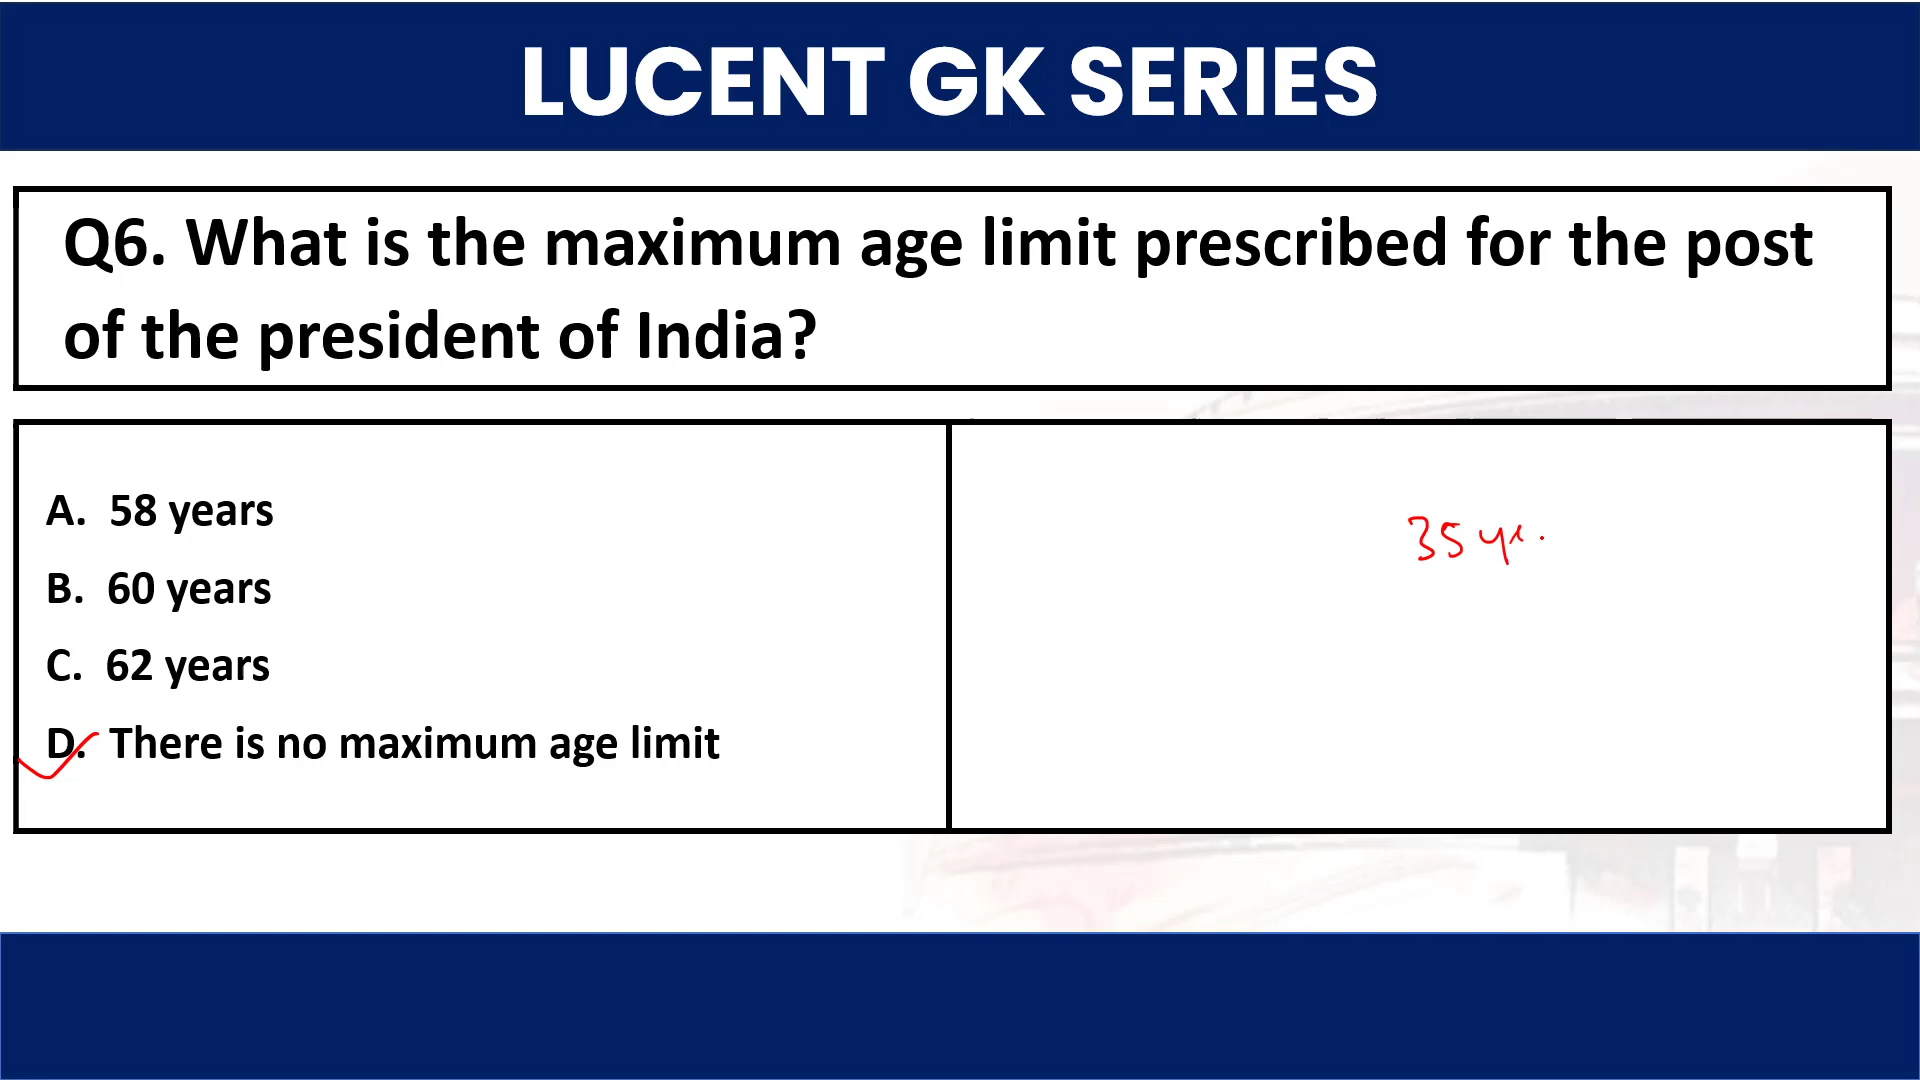 LUCENT GK SERIES
Q6. What is the maximum age limit prescribed for the post
of the president of India?
A. 58 years
35 yr.
B. 60 years
C. 62 years
D. There is no maximum age limit